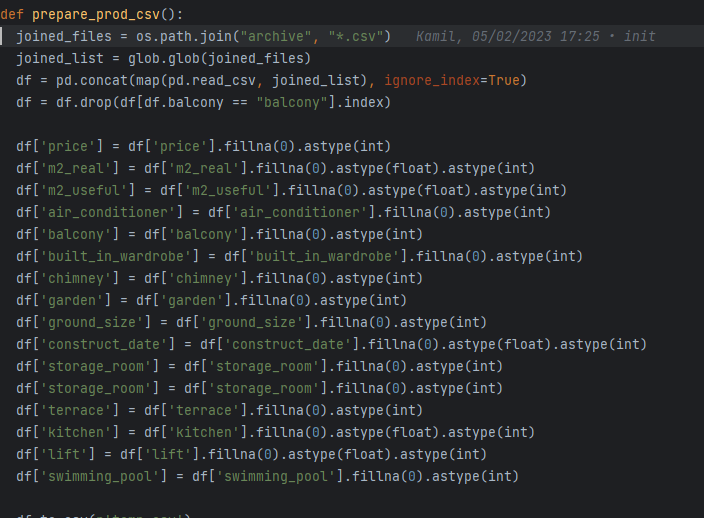 def prepare_prod_csv():
    joined_files = os.path.join("archive", "*.csv")    Kamil, 05/02/2023 17:25 • init
    joined_list = glob.glob(joined_files)
    df = pd.concat(map(pd.read_csv, joined_list), ignore_index=True)
    df = df.drop(df[df.balcony == "balcony"].index)

    df['price'] = df['price'].fillna(0).astype(int)
    df['m2_real'] = df['m2_real'].fillna(0).astype(float).astype(int)
    df['m2_useful'] = df['m2_useful'].fillna(0).astype(float).astype(int)
    df['air_conditioner'] = df['air_conditioner'].fillna(0).astype(int)
    df['balcony'] = df['balcony'].fillna(0).astype(int)
    df['built_in_wardrobe'] = df['built_in_wardrobe'].fillna(0).astype(int)
    df['chimney'] = df['chimney'].fillna(0).astype(int)
    df['garden'] = df['garden'].fillna(0).astype(int)
    df['ground_size'] = df['ground_size'].fillna(0).astype(int)
    df['construct_date'] = df['construct_date'].fillna(0).astype(float).astype(int)
    df['storage_room'] = df['storage_room'].fillna(0).astype(int)
    df['storage_room'] = df['storage_room'].fillna(0).astype(int)
    df['terrace'] = df['terrace'].fillna(0).astype(int)
    df['kitchen'] = df['kitchen'].fillna(0).astype(float).astype(int)
    df['lift'] = df['lift'].fillna(0).astype(float).astype(int)
    df['swimming_pool'] = df['swimming_pool'].fillna(0).astype(int)